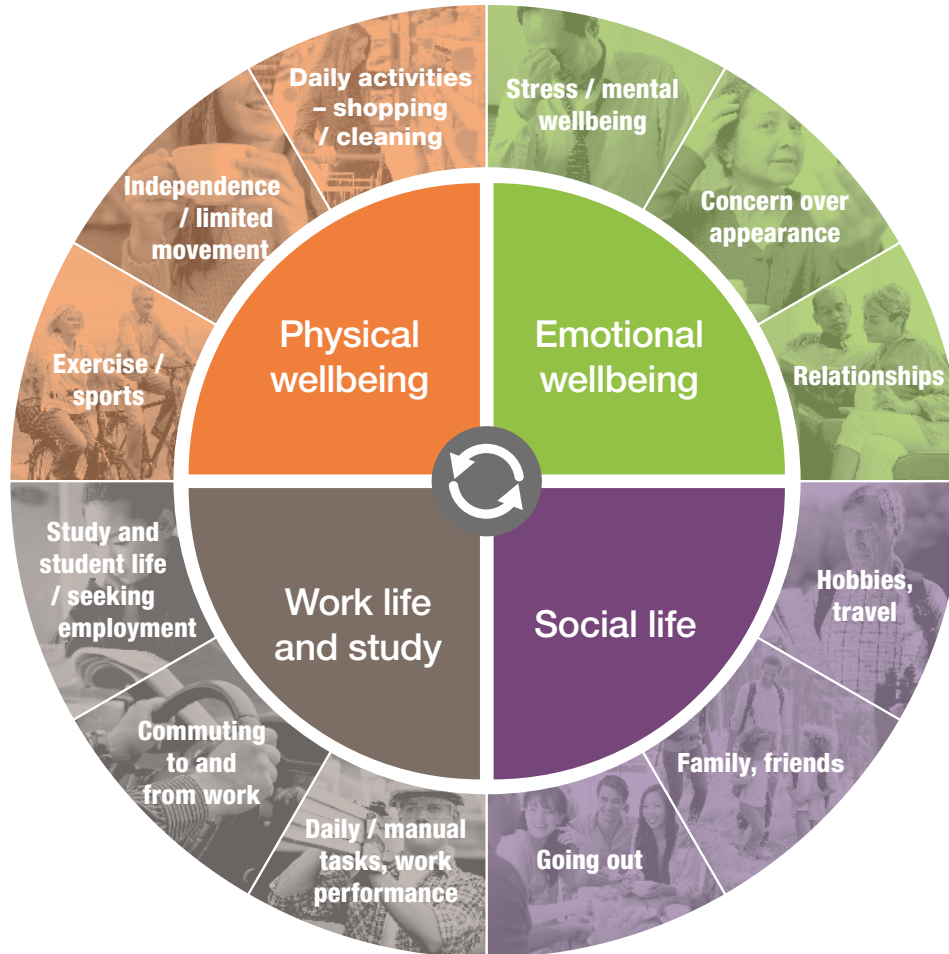 Daily activities
– shopping
/ cleaning
Stress / mental
wellbeing
Independence
/ limited
movement
Concern over
appearance
Exercise /
sports
Relationships
Physical
wellbeing
Emotional
wellbeing
Work life
and study
Social life
Study and
student life
/ seeking
employment
Hobbies,
travel
Commuting
to and
from work
Family, friends
Daily / manual
tasks, work
performance
Going out